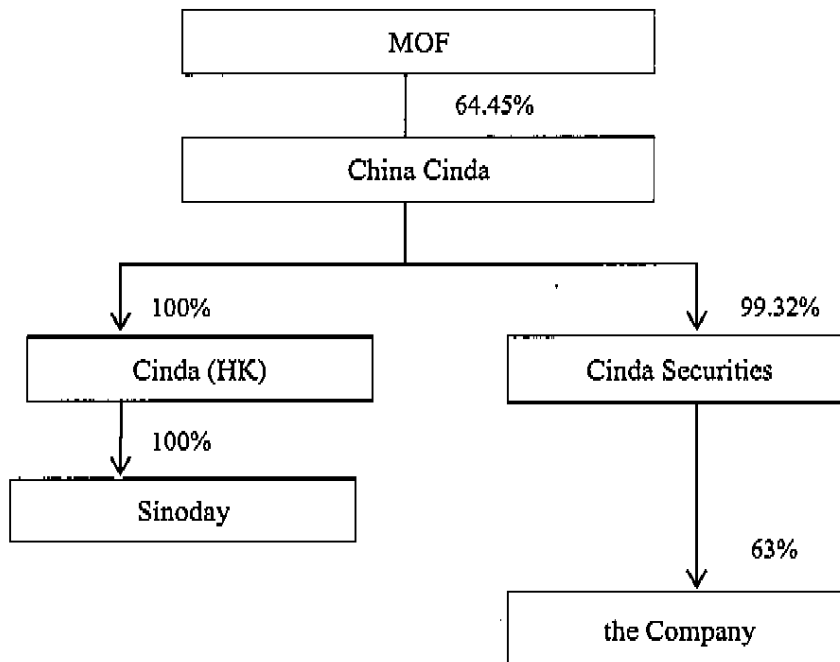 MOF
64.45%
China Cinda
100%
99.32%
Cinda (HK)
Cinda Securities
100%
Sinoday
63%
the Company